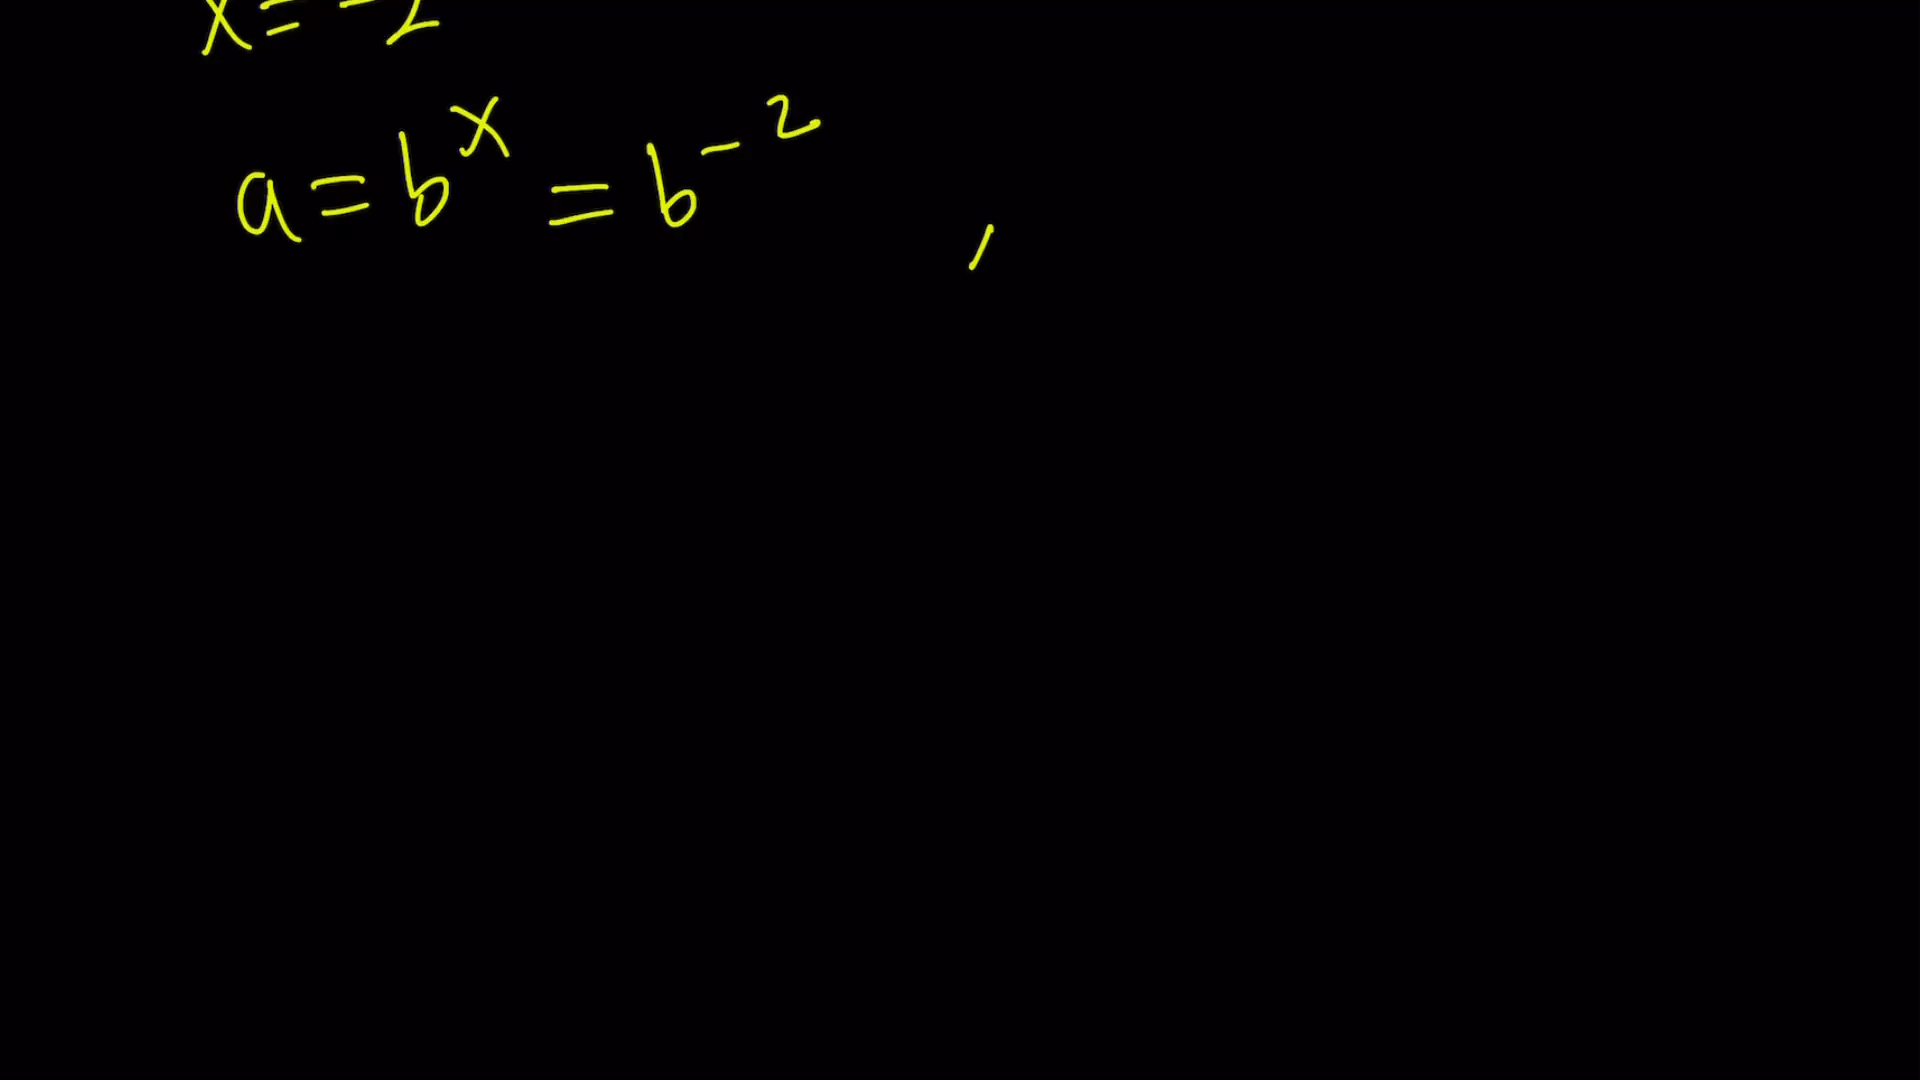 x = -2
a = b^x = b^-2 ,